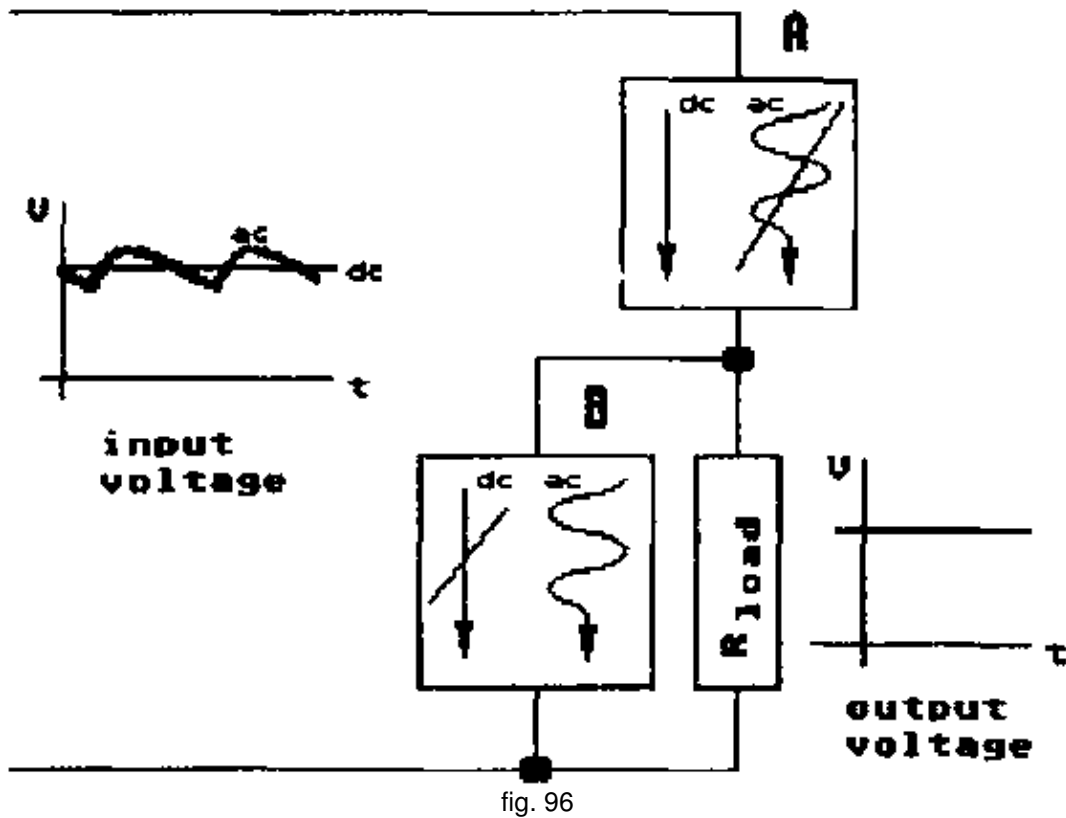 A
dc ac
V
ac
dc
t
input
voltage
B
dc ac
R load
V
t
output
voltage
fig. 96